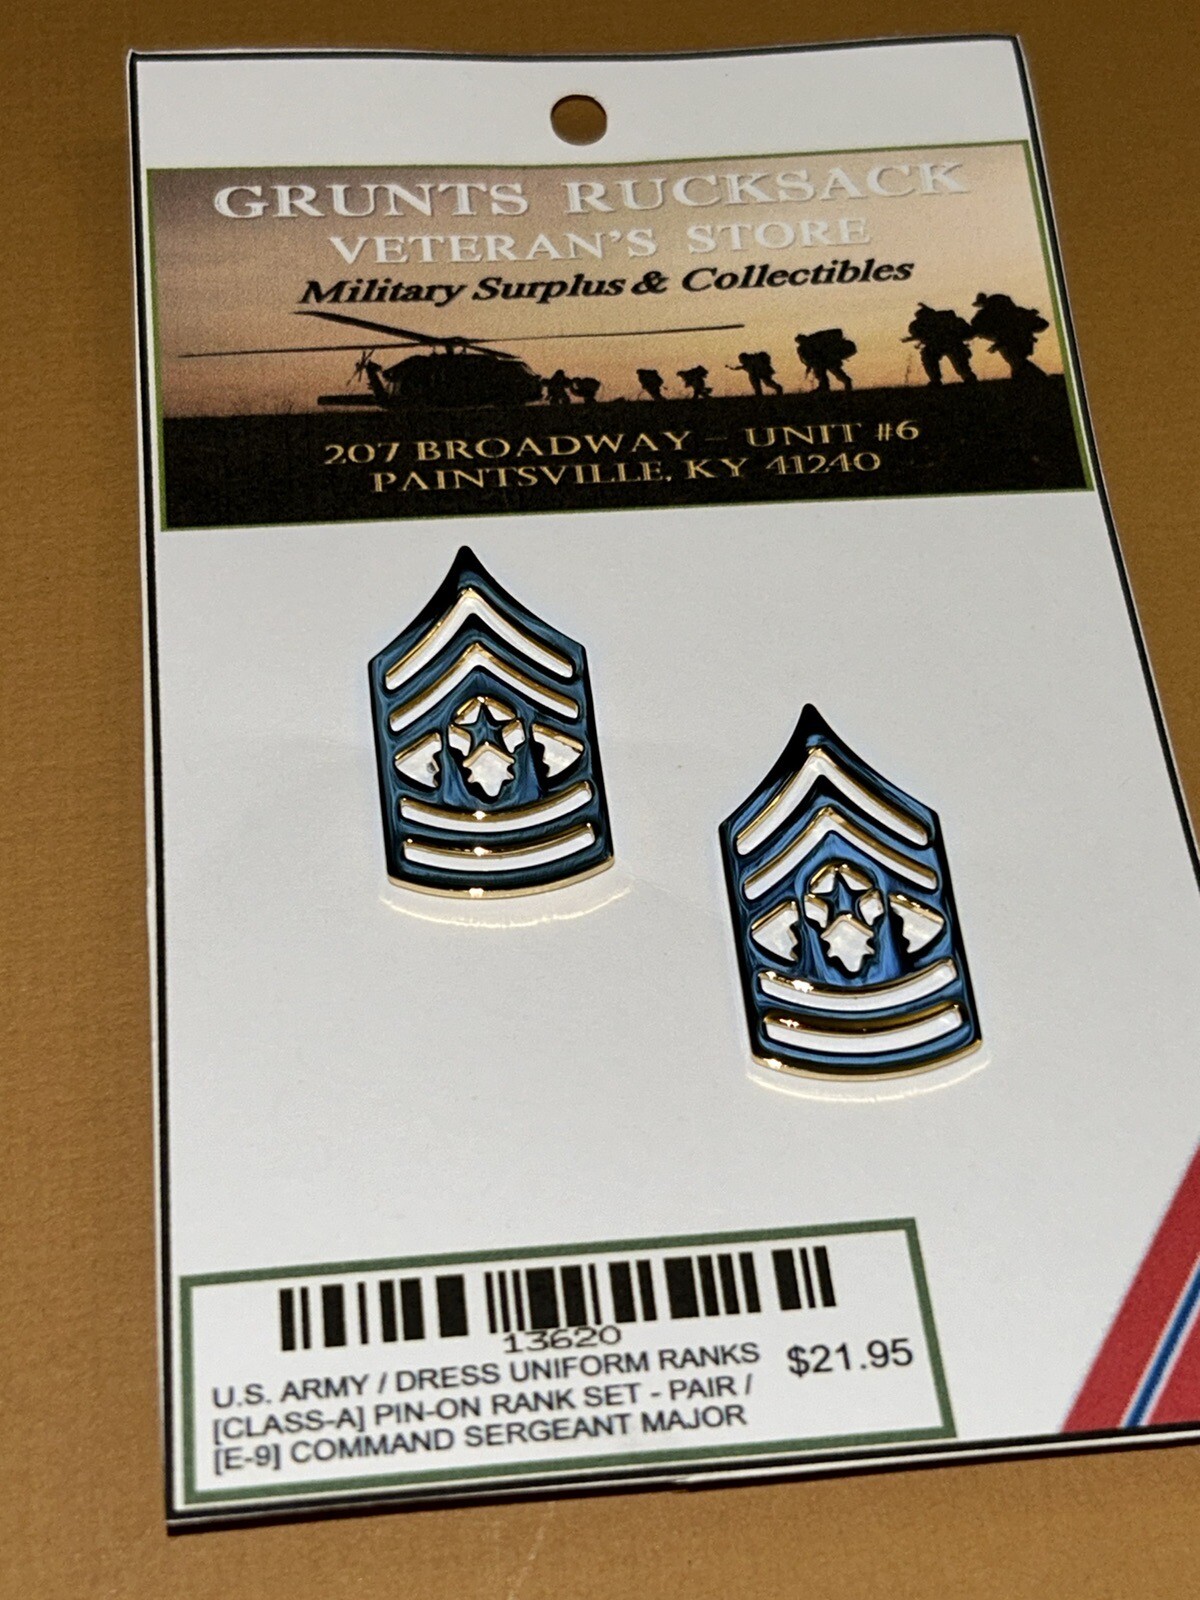 GRUNTS RUCKSACK
VETERAN'S STORE
Military Surplus & Collectibles
207 BROADWAY - UNIT #6
PAINTSVILLE, KY 41240
13620
U.S. ARMY / DRESS UNIFORM RANKS
$21.95
[CLASS-A] PIN-ON RANK SET - PAIR /
[E-9] COMMAND SERGEANT MAJOR